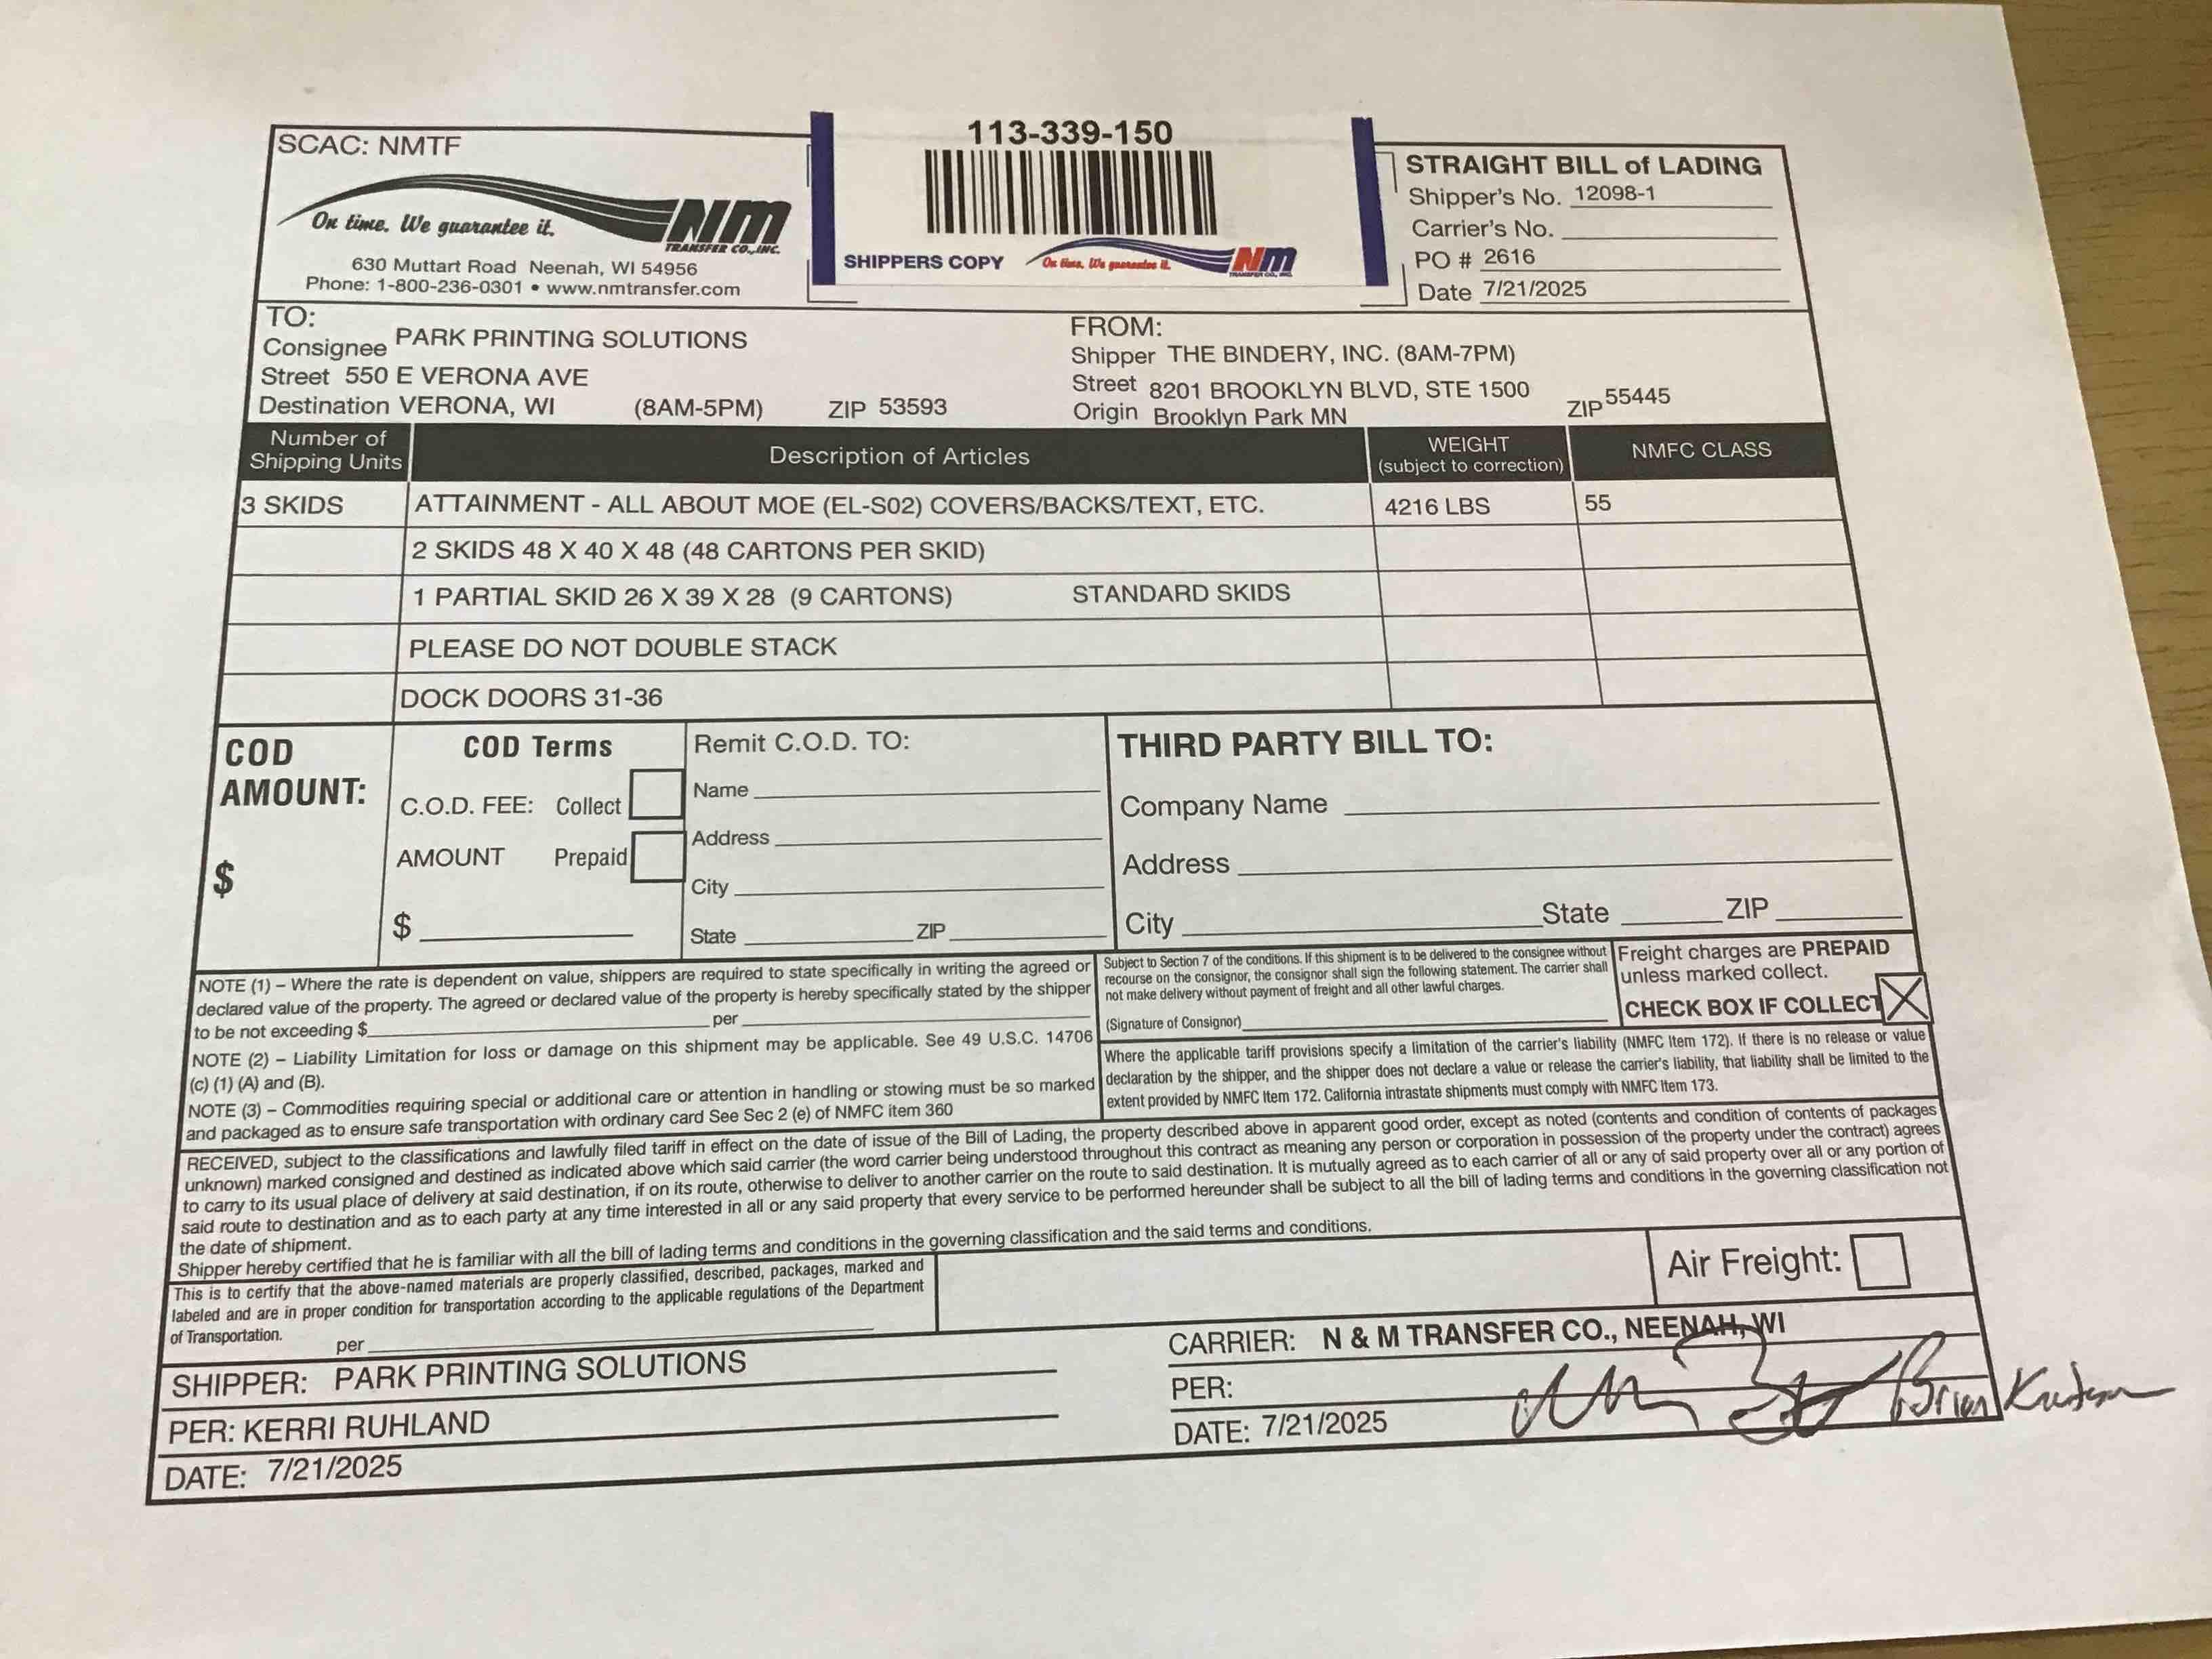 SCAC: NMTF
On time. We guarantee it.
NM
TRANSFER CO., INC.
630 Muttart Road Neenah, WI 54956
Phone: 1-800-236-0301 • www.nmtransfer.com
113-339-150
SHIPPERS COPY
On time. We guarantee it.
NM
TRANSFER CO., INC.
STRAIGHT BILL of LADING
Shipper's No. 12098-1
Carrier's No.
PO # 2616
Date 7/21/2025
TO:
Consignee PARK PRINTING SOLUTIONS
Street 550 E VERONA AVE
Destination VERONA, WI (8AM-5PM) ZIP 53593
FROM:
Shipper THE BINDERY, INC. (8AM-7PM)
Street 8201 BROOKLYN BLVD, STE 1500
Origin Brooklyn Park MN ZIP 55445
Number of Shipping Units Description of Articles WEIGHT (subject to correction) NMFC CLASS
3 SKIDS ATTAINMENT - ALL ABOUT MOE (EL-S02) COVERS/BACKS/TEXT, ETC. 4216 LBS 55
2 SKIDS 48 X 40 X 48 (48 CARTONS PER SKID)
1 PARTIAL SKID 26 X 39 X 28 (9 CARTONS) STANDARD SKIDS
PLEASE DO NOT DOUBLE STACK
DOCK DOORS 31-36
COD
AMOUNT:
$
COD Terms
C.O.D. FEE: Collect
AMOUNT Prepaid
$
Remit C.O.D. TO:
Name
Address
City
State ZIP
THIRD PARTY BILL TO:
Company Name
Address
City State ZIP
NOTE (1) – Where the rate is dependent on value, shippers are required to state specifically in writing the agreed or
declared value of the property. The agreed or declared value of the property is hereby specifically stated by the shipper
to be not exceeding $ per
NOTE (2) – Liability Limitation for loss or damage on this shipment may be applicable. See 49 U.S.C. 14706
(c) (1) (A) and (B).
NOTE (3) – Commodities requiring special or additional care or attention in handling or stowing must be so marked
and packaged as to ensure safe transportation with ordinary card See Sec 2 (e) of NMFC item 360
Subject to Section 7 of the conditions. If this shipment is to be delivered to the consignee without
recourse on the consignor, the consignor shall sign the following statement. The carrier shall
not make delivery without payment of freight and all other lawful charges.
(Signature of Consignor)
Freight charges are PREPAID
unless marked collect.
CHECK BOX IF COLLECT
Where the applicable tariff provisions specify a limitation of the carrier's liability (NMFC Item 172). If there is no release or value
declaration by the shipper, and the shipper does not declare a value or release the carrier's liability, that liability shall be limited to the
extent provided by NMFC Item 172. California intrastate shipments must comply with NMFC Item 173.
RECEIVED, subject to the classifications and lawfully filed tariff in effect on the date of issue of the Bill of Lading, the property described above in apparent good order, except as noted (contents and condition of contents of packages
unknown) marked consigned and destined as indicated above which said carrier (the word carrier being understood throughout this contract as meaning any person or corporation in possession of the property under the contract) agrees
to carry to its usual place of delivery at said destination, if on its route, otherwise to deliver to another carrier on the route to said destination. It is mutually agreed as to each carrier of all or any of said property over all or any portion of
said route to destination and as to each party at any time interested in all or any said property that every service to be performed hereunder shall be subject to all the bill of lading terms and conditions in the governing classification not
the date of shipment.
Shipper hereby certified that he is familiar with all the bill of lading terms and conditions in the governing classification and the said terms and conditions.
This is to certify that the above-named materials are properly classified, described, packages, marked and
labeled and are in proper condition for transportation according to the applicable regulations of the Department
of Transportation.
per
Air Freight:
SHIPPER: PARK PRINTING SOLUTIONS
PER: KERRI RUHLAND
DATE: 7/21/2025
CARRIER: N & M TRANSFER CO., NEENAH, WI
PER:
DATE: 7/21/2025
Brian